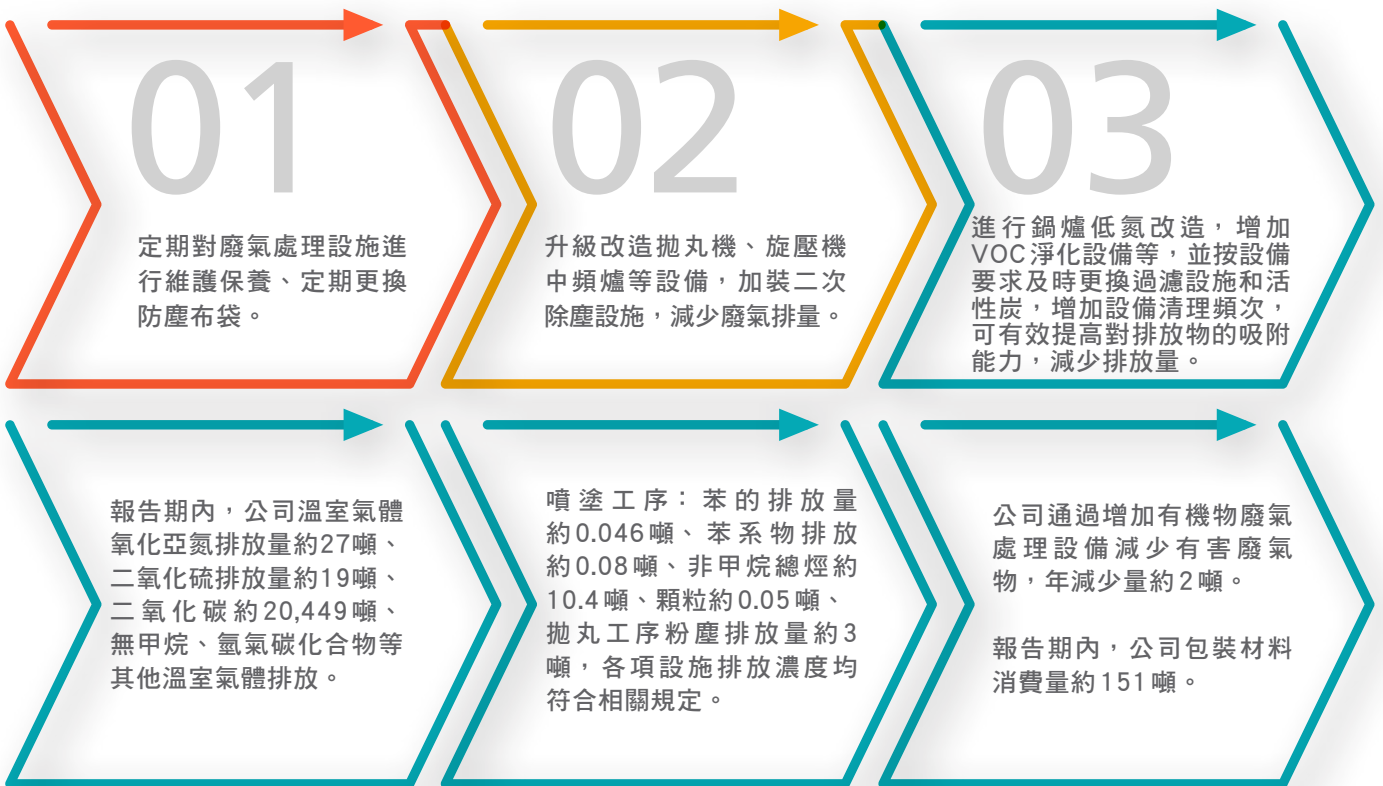 01
定期對廢氣處理設施進
行維護保養、定期更換
防塵布袋。
02
升級改造拋丸機、旋壓機
中頻爐等設備，加裝二次
除塵設施，減少廢氣排量。
03
進行鍋爐低氮改造，增加
VOC淨化設備等，並按設備
要求及時更換過濾設施和活
性炭，增加設備清理頻次，
可有效提高對排放物的吸附
能力，減少排放量。
報告期內，公司溫室氣體
氧化亞氮排放量約27噸、
二氧化硫排放量約19噸、
二氧化碳約20,449噸、
無甲烷、氫氣碳化合物等
其他溫室氣體排放。
噴塗工序：苯的排放量
約0.046噸、苯系物排放
約0.08噸、非甲烷總烴約
10.4噸、顆粒約0.05噸、
拋丸工序粉塵排放量約3
噸，各項設施排放濃度均
符合相關規定。
公司通過增加有機物廢氣
處理設備減少有害廢氣
物，年減少量約2噸。
報告期內，公司包裝材料
消費量約151噸。